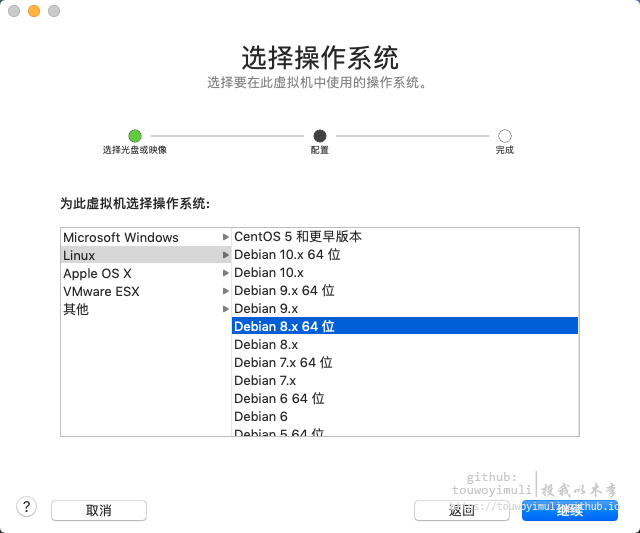 选择操作系统
选择要在此虚拟机中使用的操作系统。
选择光盘或映像
配置
完成
为此虚拟机选择操作系统:
Microsoft Windows
Linux
Apple OS X
VMware ESX
其他
CentOS 5 和更早版本
Debian 10.x 64 位
Debian 10.x
Debian 9.x 64 位
Debian 9.x
Debian 8.x 64 位
Debian 8.x
Debian 7.x 64 位
Debian 7.x
Debian 6 64 位
Debian 6
Debian 5 64 位
github:
touwoyimuli
投我以木李
https://touwoyimuli.github.io
?
取消
返回
继续